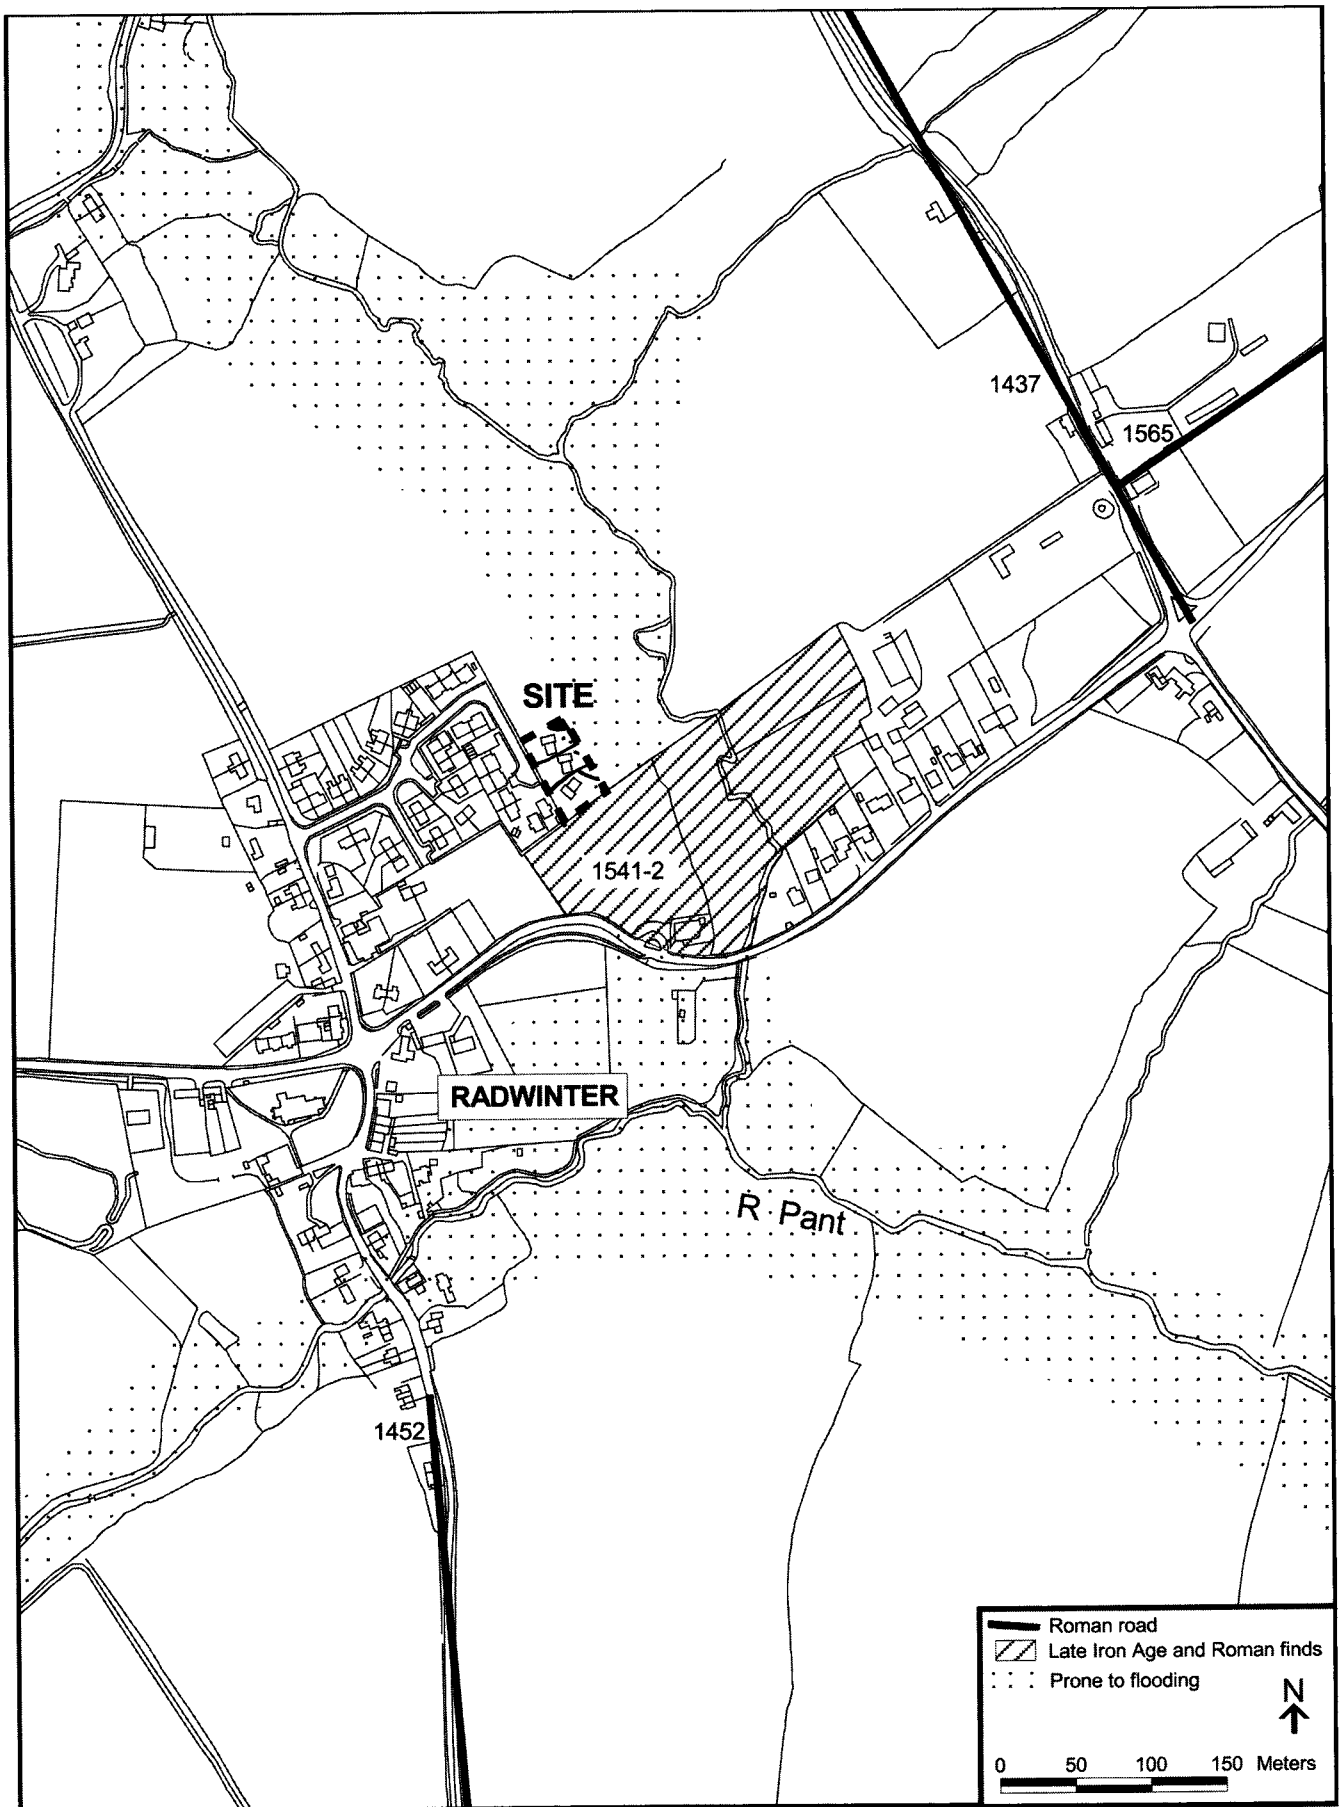 1437
1565
SITE
1541-2
RADWINTER
R Pant
1452
Roman road
Late Iron Age and Roman finds
Prone to flooding
N
0 50 100 150 Meters